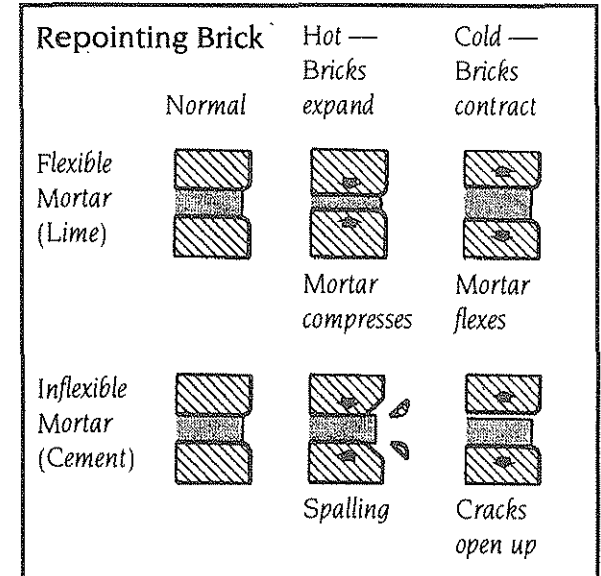 Repointing Brick
Hot —
Bricks
expand
Cold —
Bricks
contract
Normal
Flexible
Mortar
(Lime)
Mortar
compresses
Mortar
flexes
Inflexible
Mortar
(Cement)
Spalling
Cracks
open up